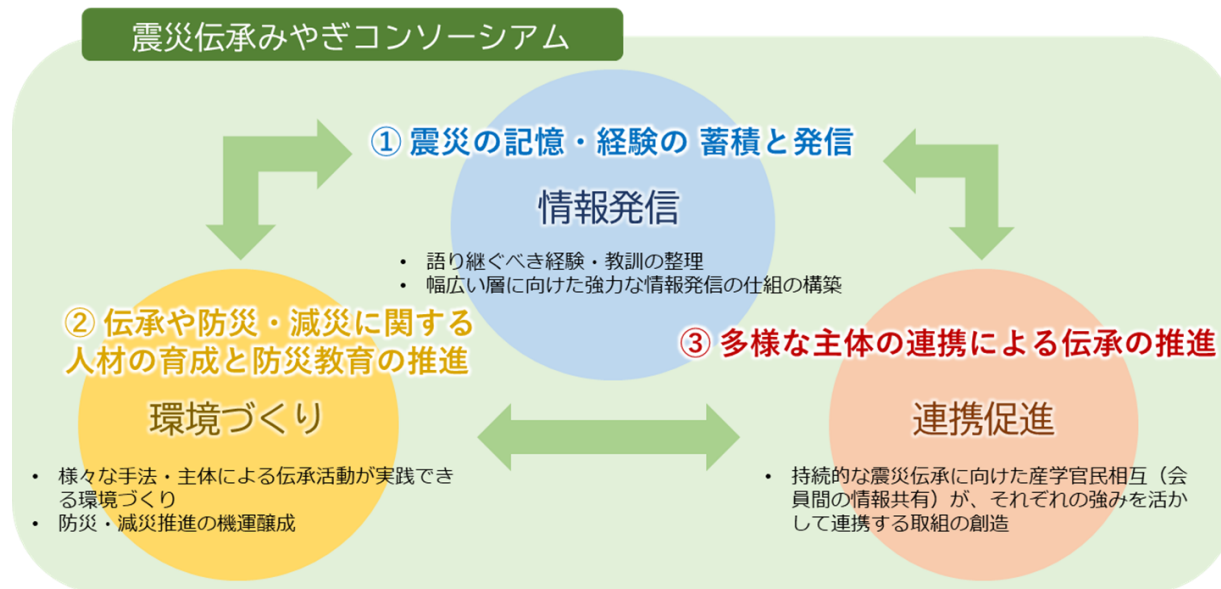 震災伝承みやぎコンソーシアム
① 震災の記憶・経験の 蓄積と発信
情報発信
• 語り継ぐべき経験・教訓の整理
• 幅広い層に向けた強力な情報発信の仕組の構築
② 伝承や防災・減災に関する
人材の育成と防災教育の推進
環境づくり
• 様々な手法・主体による伝承活動が実践でき
る環境づくり
• 防災・減災推進の機運醸成
③ 多様な主体の連携による伝承の推進
連携促進
• 持続的な震災伝承に向けた産学官民相互（会
員間の情報共有）が、それぞれの強みを活か
して連携する取組の創造